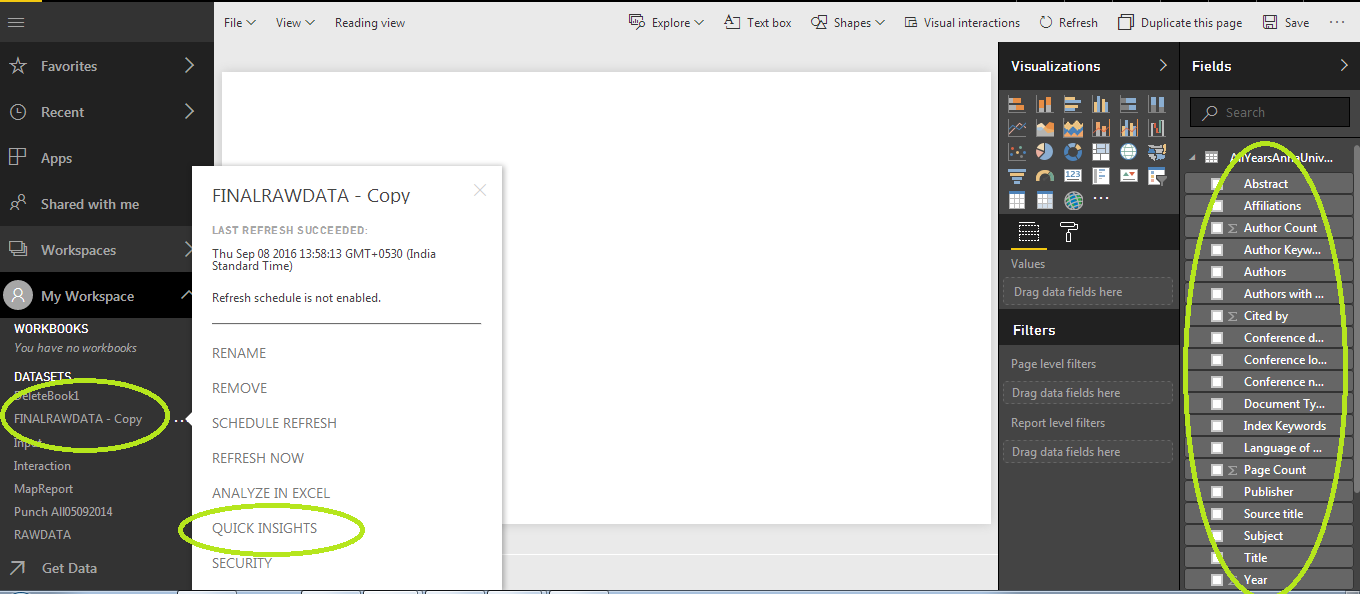 File
View
Reading view
Explore
Text box
Shapes
Visual interactions
Refresh
Duplicate this page
Save
...
Favorites
Recent
Apps
Shared with me
Workspaces
My Workspace
WORKBOOKS
You have no workbooks
DATASETS
DeleteBook1
FINALRAWDATA - Copy
Input
Interaction
MapReport
Punch All05092014
RAWDATA
Get Data
FINALRAWDATA - Copy
LAST REFRESH SUCCEEDED:
Thu Sep 08 2016 13:58:13 GMT+0530 (India
Standard Time)
Refresh schedule is not enabled.
RENAME
REMOVE
SCHEDULE REFRESH
REFRESH NOW
ANALYZE IN EXCEL
QUICK INSIGHTS
SECURITY
Visualizations
123
...
Values
Drag data fields here
Filters
Page level filters
Drag data fields here
Report level filters
Drag data fields here
Fields
Search
AllYearsAnnaUniv...
Abstract
Affiliations
Σ Author Count
Author Keyw...
Authors
Authors with ...
Σ Cited by
Conference d...
Conference lo...
Conference n...
Document Ty...
Index Keywords
Language of ...
Σ Page Count
Publisher
Source title
Subject
Title
Σ Year